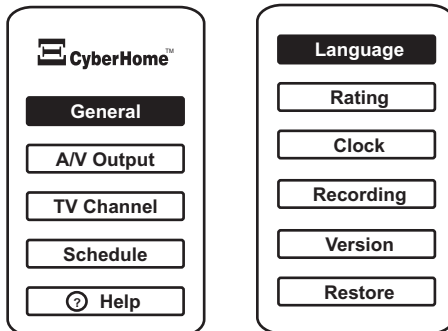 CyberHome™
General
A/V Output
TV Channel
Schedule
? Help
Language
Rating
Clock
Recording
Version
Restore